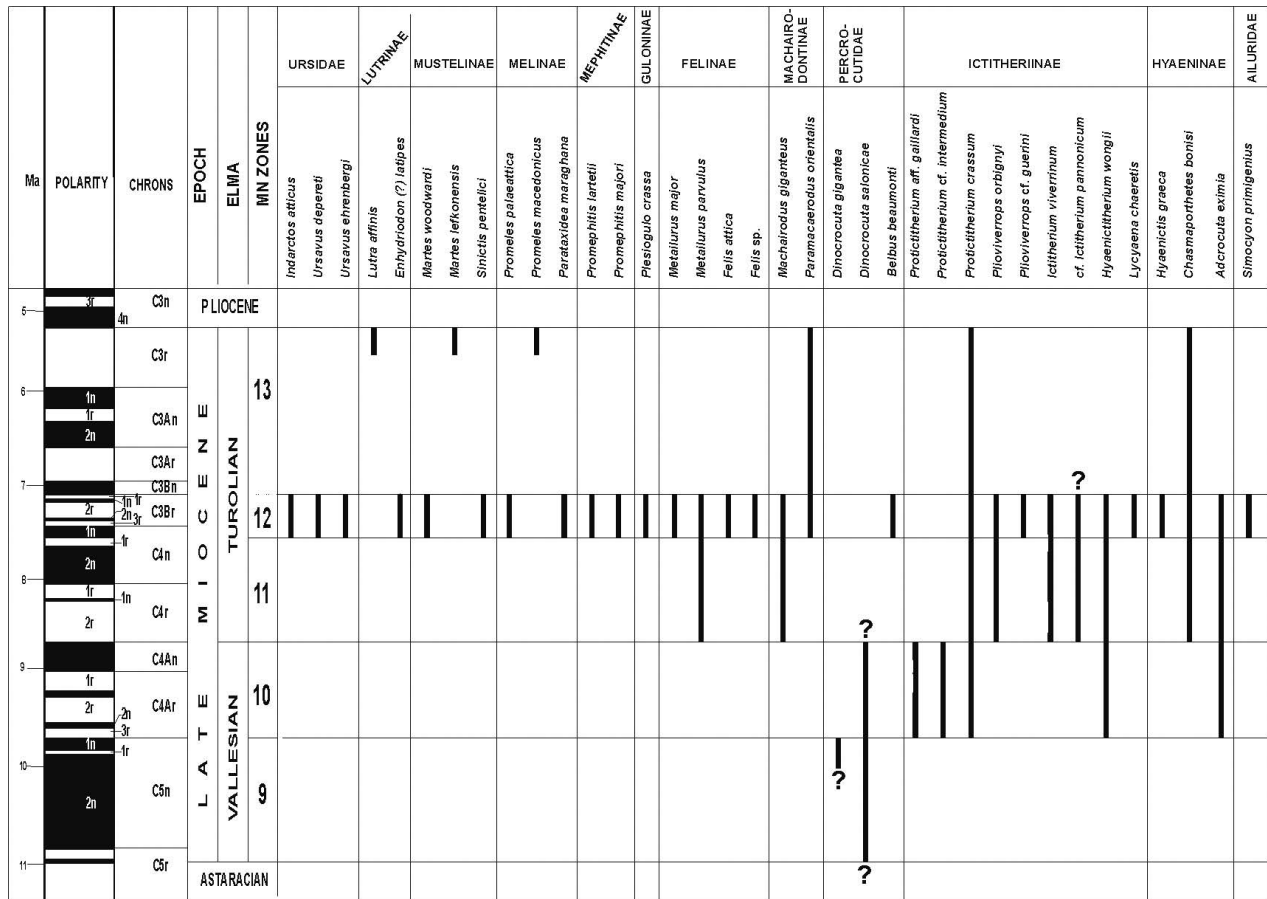 URSIDAE
LUTRINAE
MUSTELINAE
MELINAE
MEPHITINAE
GULONINAE
FELINAE
MACHAIRO-
DONTINAE
PERCRO-
CUTIDAE
ICTITHERIINAE
HYAENINAE
AILURIDAE
Ma
POLARITY
CHRONS
EPOCH
ELMA
MN ZONES
Indarctos atticus
Ursavus depereti
Ursavus ehrenbergi
Lutra affinis
Enhydriodon (?) latipes
Martes woodwardi
Martes lefkonensis
Sinictis pentelici
Promeles palaeattica
Promeles macedonicus
Parataxidea maraghana
Promephitis lartetii
Promephitis majori
Plesiogulo crassa
Metailurus major
Metailurus parvulus
Felis attica
Felis sp.
Machairodus giganteus
Paramacaerodus orientalis
Dinocrocuta gigantea
Dinocrocuta salonicae
Belbus beaumonti
Protictitherium aff. gaillardi
Protictitherium cf. intermedium
Protictitherium crassum
Plioviverrops orbignyi
Plioviverrops cf. guerini
Ictitherium viverrinum
cf. Ictitherium pannonicum
Hyaenictitherium wongii
Lycyaena chaeretis
Hyaenictis graeca
Chasmaporthetes bonisi
Adcrocuta eximia
Simocyon primigenius
3r
C3n
PLIOCENE
5
4n
C3r
6
1n
1r
C3An
2n
13
C3Ar
7
C3Bn
?
1r
1n
2r
C3Br
2n
3r
12
1n
1r
C4n
2n
8
1r
1n
C4r
2r
11
TUROLIAN
?
C4An
9
1r
C4Ar
2r
10
2n
3r
1n
1r
10
?
C5n
2n
9
VALLESIAN
LATE MIOCENE
11
C5r
ASTARACIAN
?